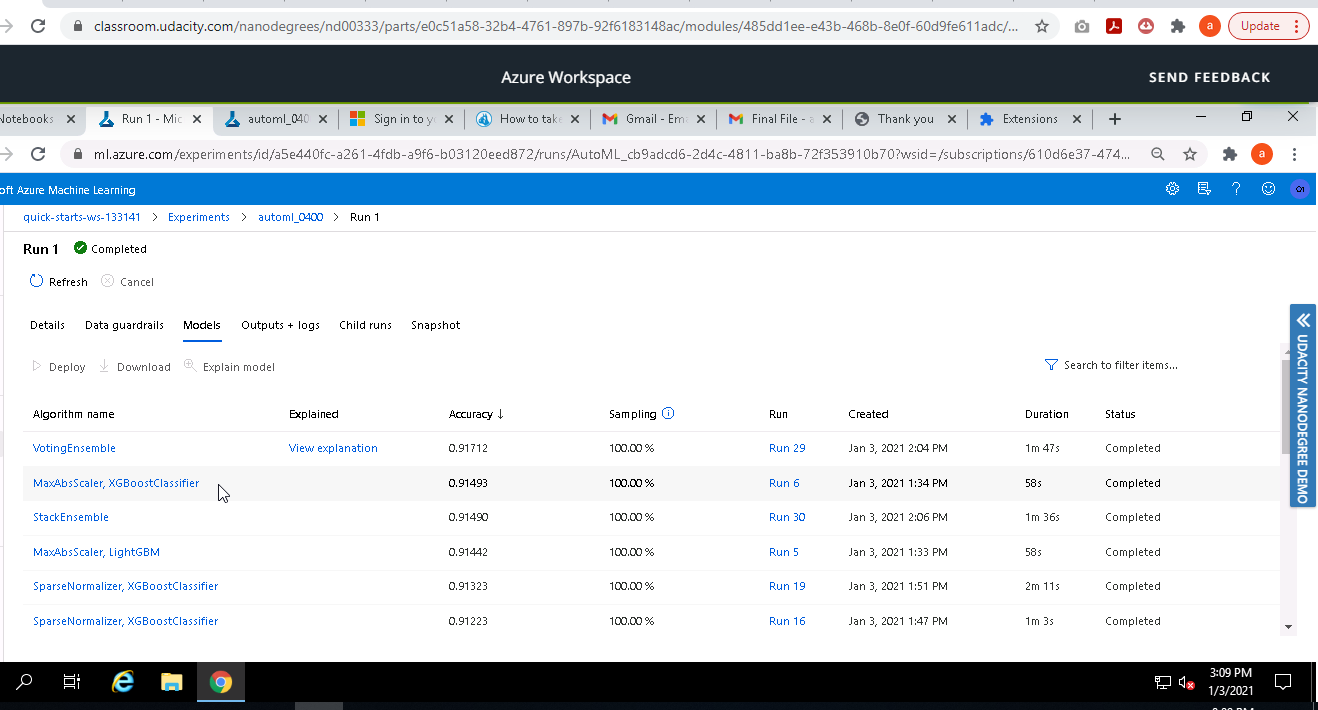 classroom.udacity.com/nanodegrees/nd00333/parts/e0c51a58-32b4-4761-897b-92f6183148ac/modules/485dd1ee-e43b-468b-8e0f-60d9fe611adc/... a Update
Azure Workspace SEND FEEDBACK
Notebooks Run 1 - Mic automl_040 Sign in to y How to take Gmail - Ema Final File - a Thank you Extensions
ml.azure.com/experiments/id/a5e440fc-a261-4fdb-a9f6-b03120eed872/runs/AutoML_cb9adcd6-2d4c-4811-ba8b-72f353910b70?wsid=/subscriptions/610d6e37-474... a
oft Azure Machine Learning
quick-starts-ws-133141 > Experiments > automl_0400 > Run 1
Run 1 Completed
Refresh Cancel
Details Data guardrails Models Outputs + logs Child runs Snapshot
Deploy Download Explain model Search to filter items...
Algorithm name Explained Accuracy ↓ Sampling Run Created Duration Status
VotingEnsemble View explanation 0.91712 100.00 % Run 29 Jan 3, 2021 2:04 PM 1m 47s Completed
MaxAbsScaler, XGBoostClassifier 0.91493 100.00 % Run 6 Jan 3, 2021 1:34 PM 58s Completed
StackEnsemble 0.91490 100.00 % Run 30 Jan 3, 2021 2:06 PM 1m 36s Completed
MaxAbsScaler, LightGBM 0.91442 100.00 % Run 5 Jan 3, 2021 1:33 PM 58s Completed
SparseNormalizer, XGBoostClassifier 0.91323 100.00 % Run 19 Jan 3, 2021 1:51 PM 2m 11s Completed
SparseNormalizer, XGBoostClassifier 0.91223 100.00 % Run 16 Jan 3, 2021 1:47 PM 1m 3s Completed
UDACITY NANODEGREE DEMO
3:09 PM
1/3/2021